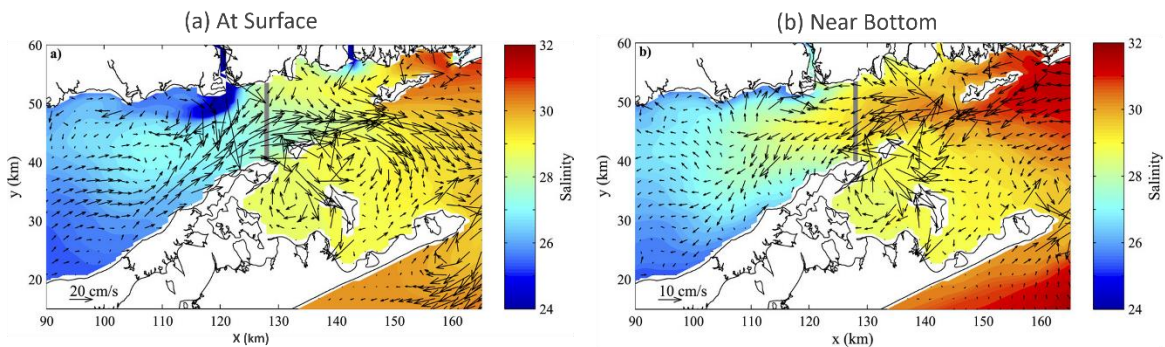 (a) At Surface
(b) Near Bottom
a)
60
50
40
30
20
y (km)
20 cm/s
90 100 110 120 130 140 150 160
X (km)
32
30
28
26
24
Salinity
b)
60
50
40
30
20
y (km)
10 cm/s
90 100 110 120 130 140 150 160
x (km)
32
30
28
26
24
Salinity